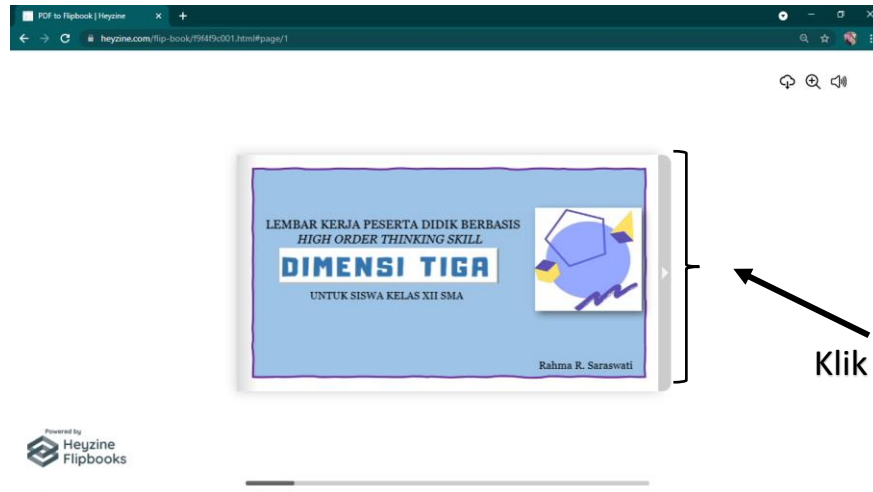 PDF to Flipbook | Heyzine
heyzine.com/flip-book/f9f4f9c001.html#page/1
LEMBAR KERJA PESERTA DIDIK BERBASIS
HIGH ORDER THINKING SKILL
DIMENSI TIGA
UNTUK SISWA KELAS XII SMA
Rahma R. Saraswati
Klik
Powered by
Heyzine
Flipbooks